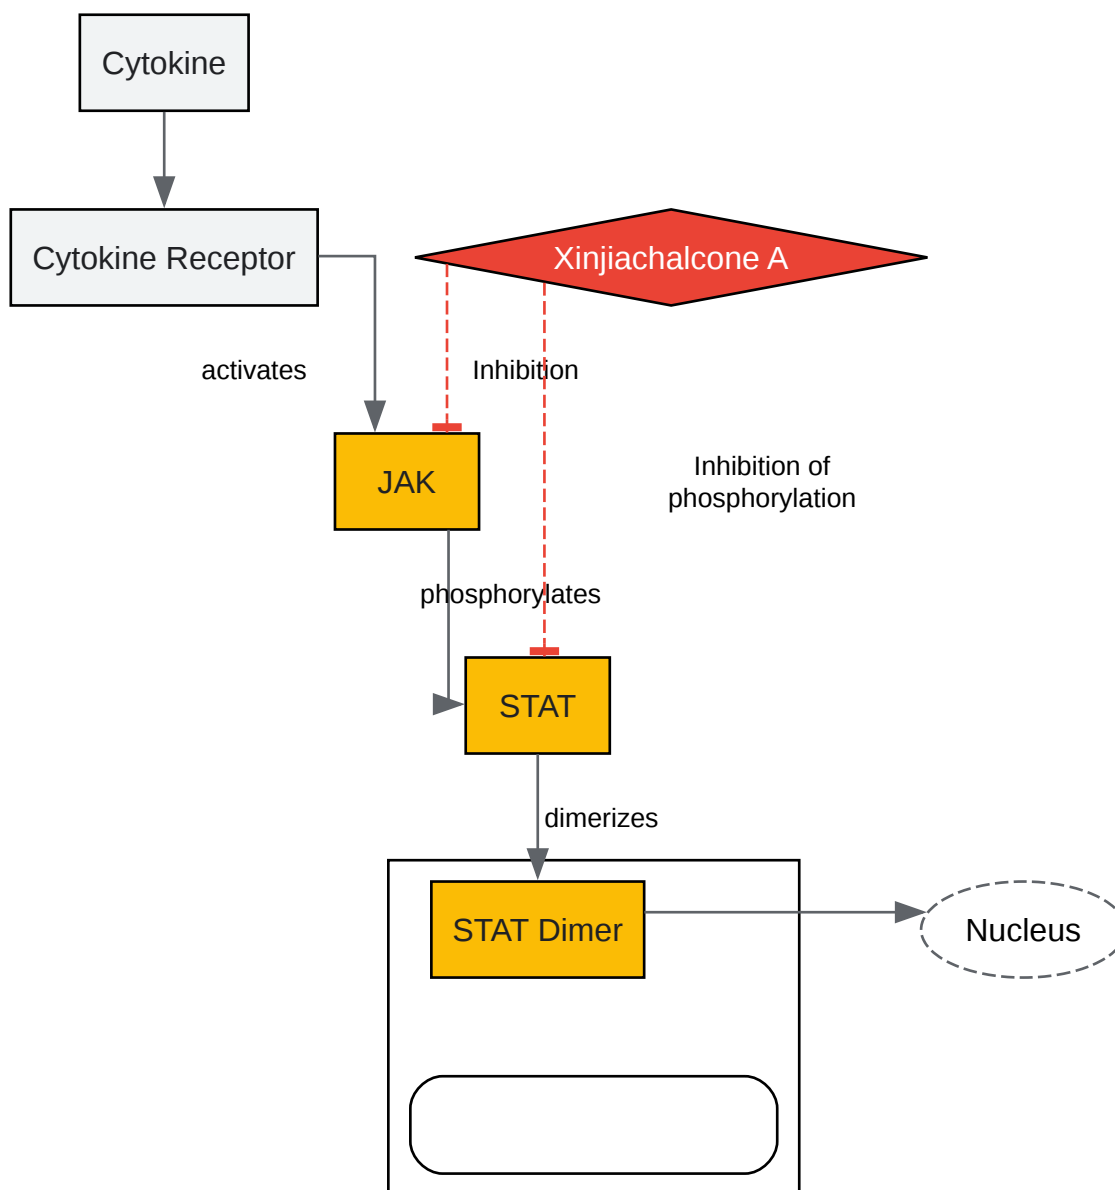 Cytokine
Cytokine Receptor
Xinjiachalcone A
activates
Inhibition
JAK
Inhibition of
phosphorylation
phosphorylates
STAT
dimerizes
STAT Dimer
Nucleus